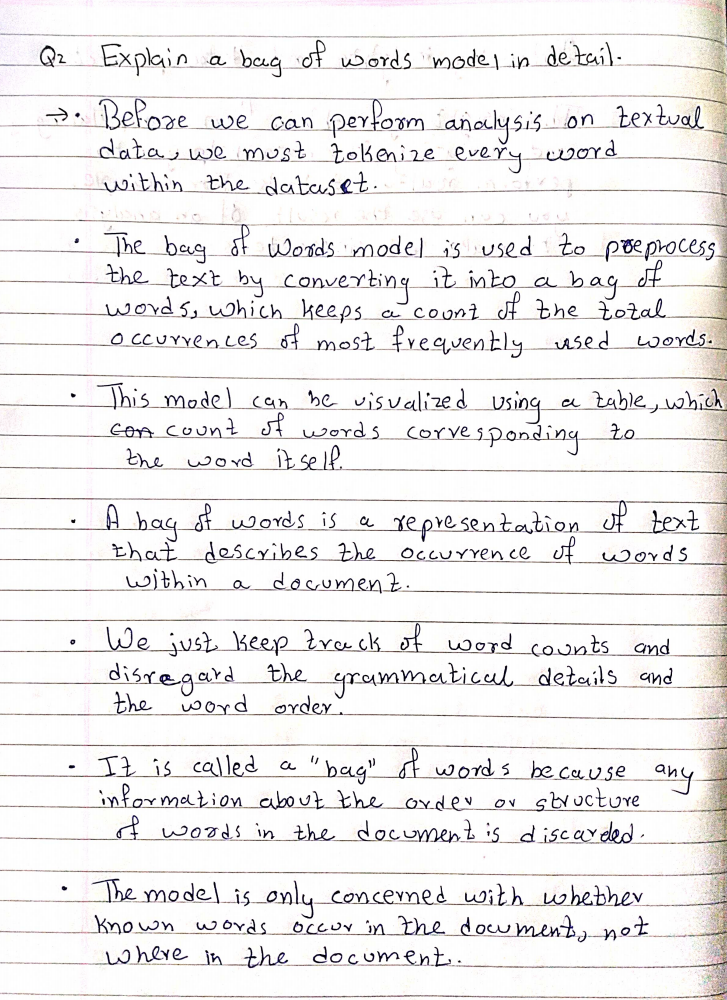 Q2 Explain a bag of words model in detail.
→ • Before we can perform analysis on textual
data, we must tokenize every word
within the dataset.
• The bag of words model is used to preprocess
the text by converting it into a bag of
words, which keeps a count of the total
occurrences of most frequently used words.
• This model can be visualized using a table, which
con count of words corresponding to
the word itself.
• A bag of words is a representation of text
that describes the occurrence of words
within a document.
• We just keep track of word counts and
disregard the grammatical details and
the word order.
• It is called a "bag" of words because any
information about the order or structure
of words in the document is discarded.
• The model is only concerned with whether
known words occur in the document, not
where in the document.